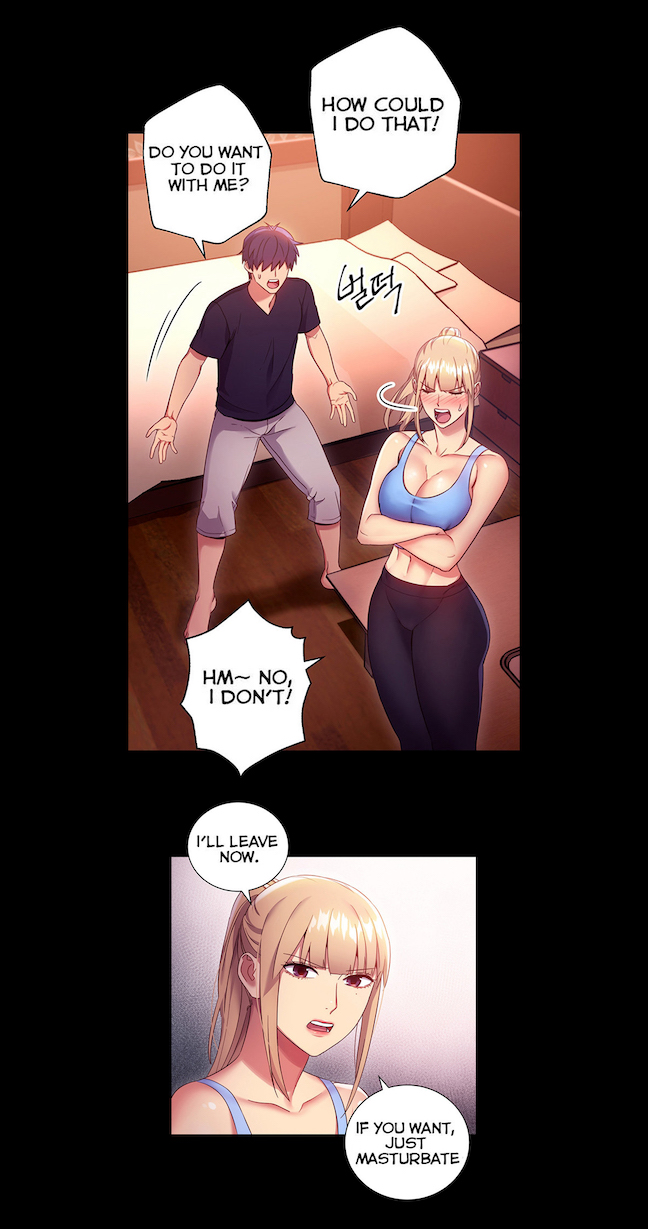 HOW COULD
I DO THAT!
DO YOU WANT
TO DO IT
WITH ME?
벌떡
HM~ NO,
I DON'T!
I'LL LEAVE
NOW.
IF YOU WANT,
JUST
MASTURBATE